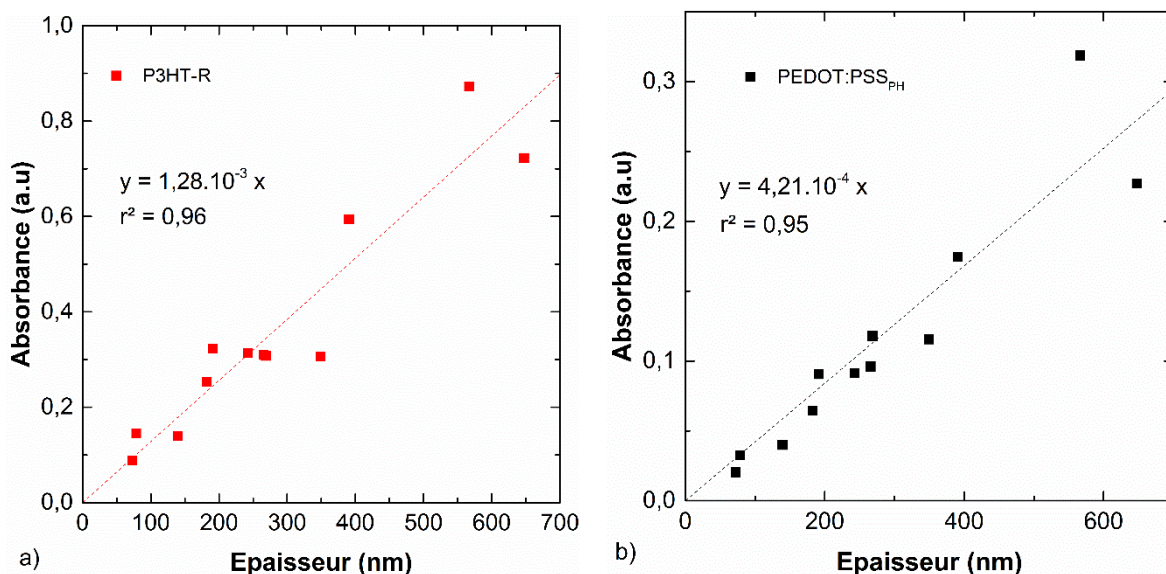 1,0
0,8
0,6
0,4
0,2
0,0
Absorbance (a.u)
P3HT-R
y = 1,28.10⁻³ x
r² = 0,96
0 100 200 300 400 500 600 700
Epaisseur (nm)
a)
0,3
0,2
0,1
0,0
Absorbance (a.u)
PEDOT:PSS_PH
y = 4,21.10⁻⁴ x
r² = 0,95
0 200 400 600
Epaisseur (nm)
b)